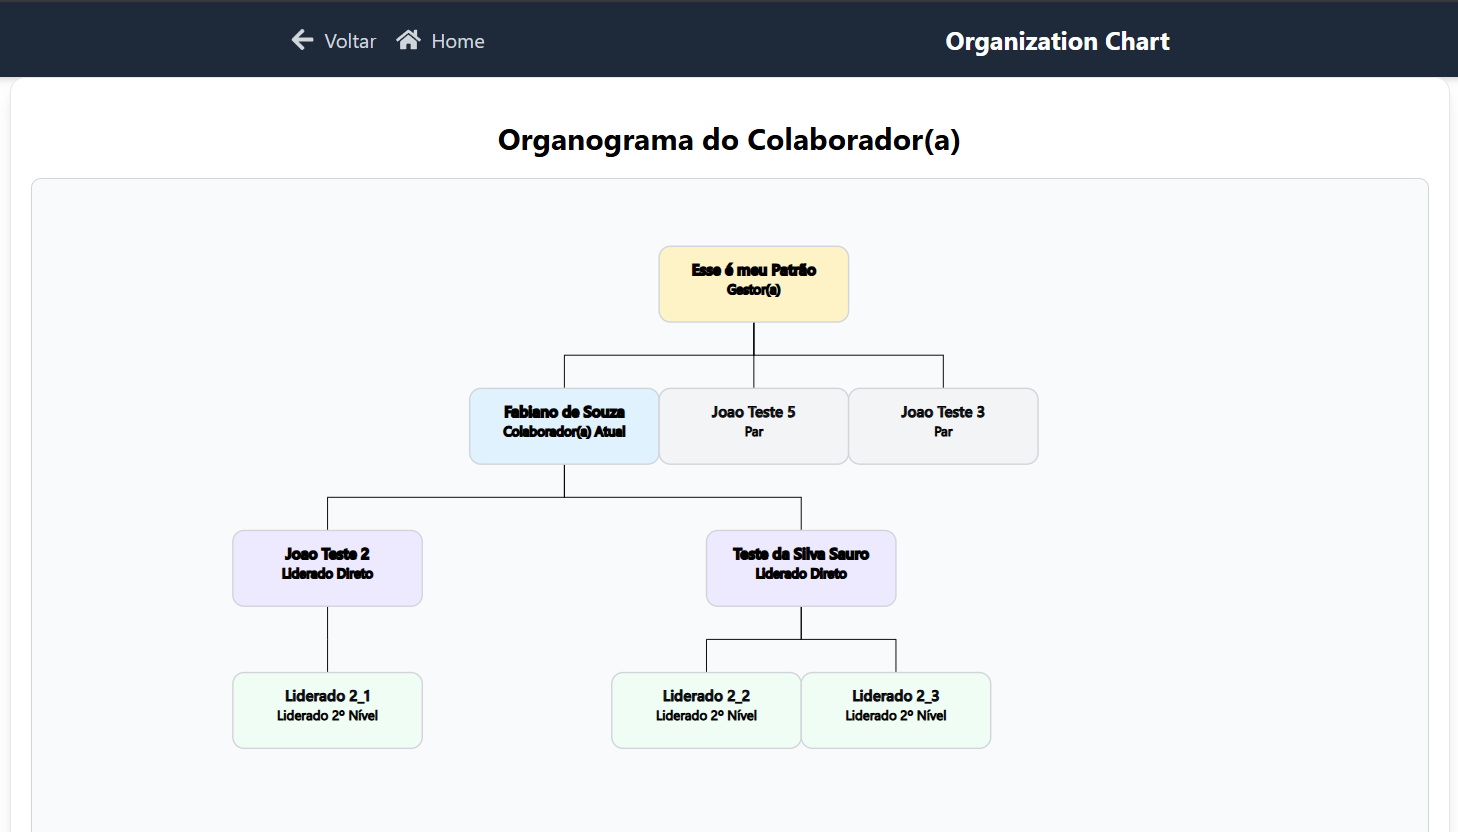 Voltar
Home
Organization Chart
Organograma do Colaborador(a)
Esse é meu Patrão
Gestor(a)
Fabiano de Souza
Colaborador(a) Atual
Joao Teste 5
Par
Joao Teste 3
Par
Joao Teste 2
Liderado Direto
Teste da Silva Sauro
Liderado Direto
Liderado 2_1
Liderado 2º Nível
Liderado 2_2
Liderado 2º Nível
Liderado 2_3
Liderado 2º Nível